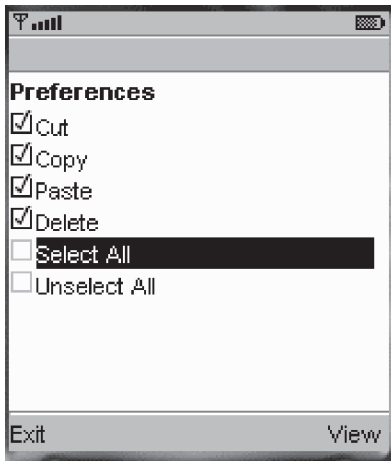 Preferences
Cut
Copy
Paste
Delete
Select All
Unselect All
Exit View